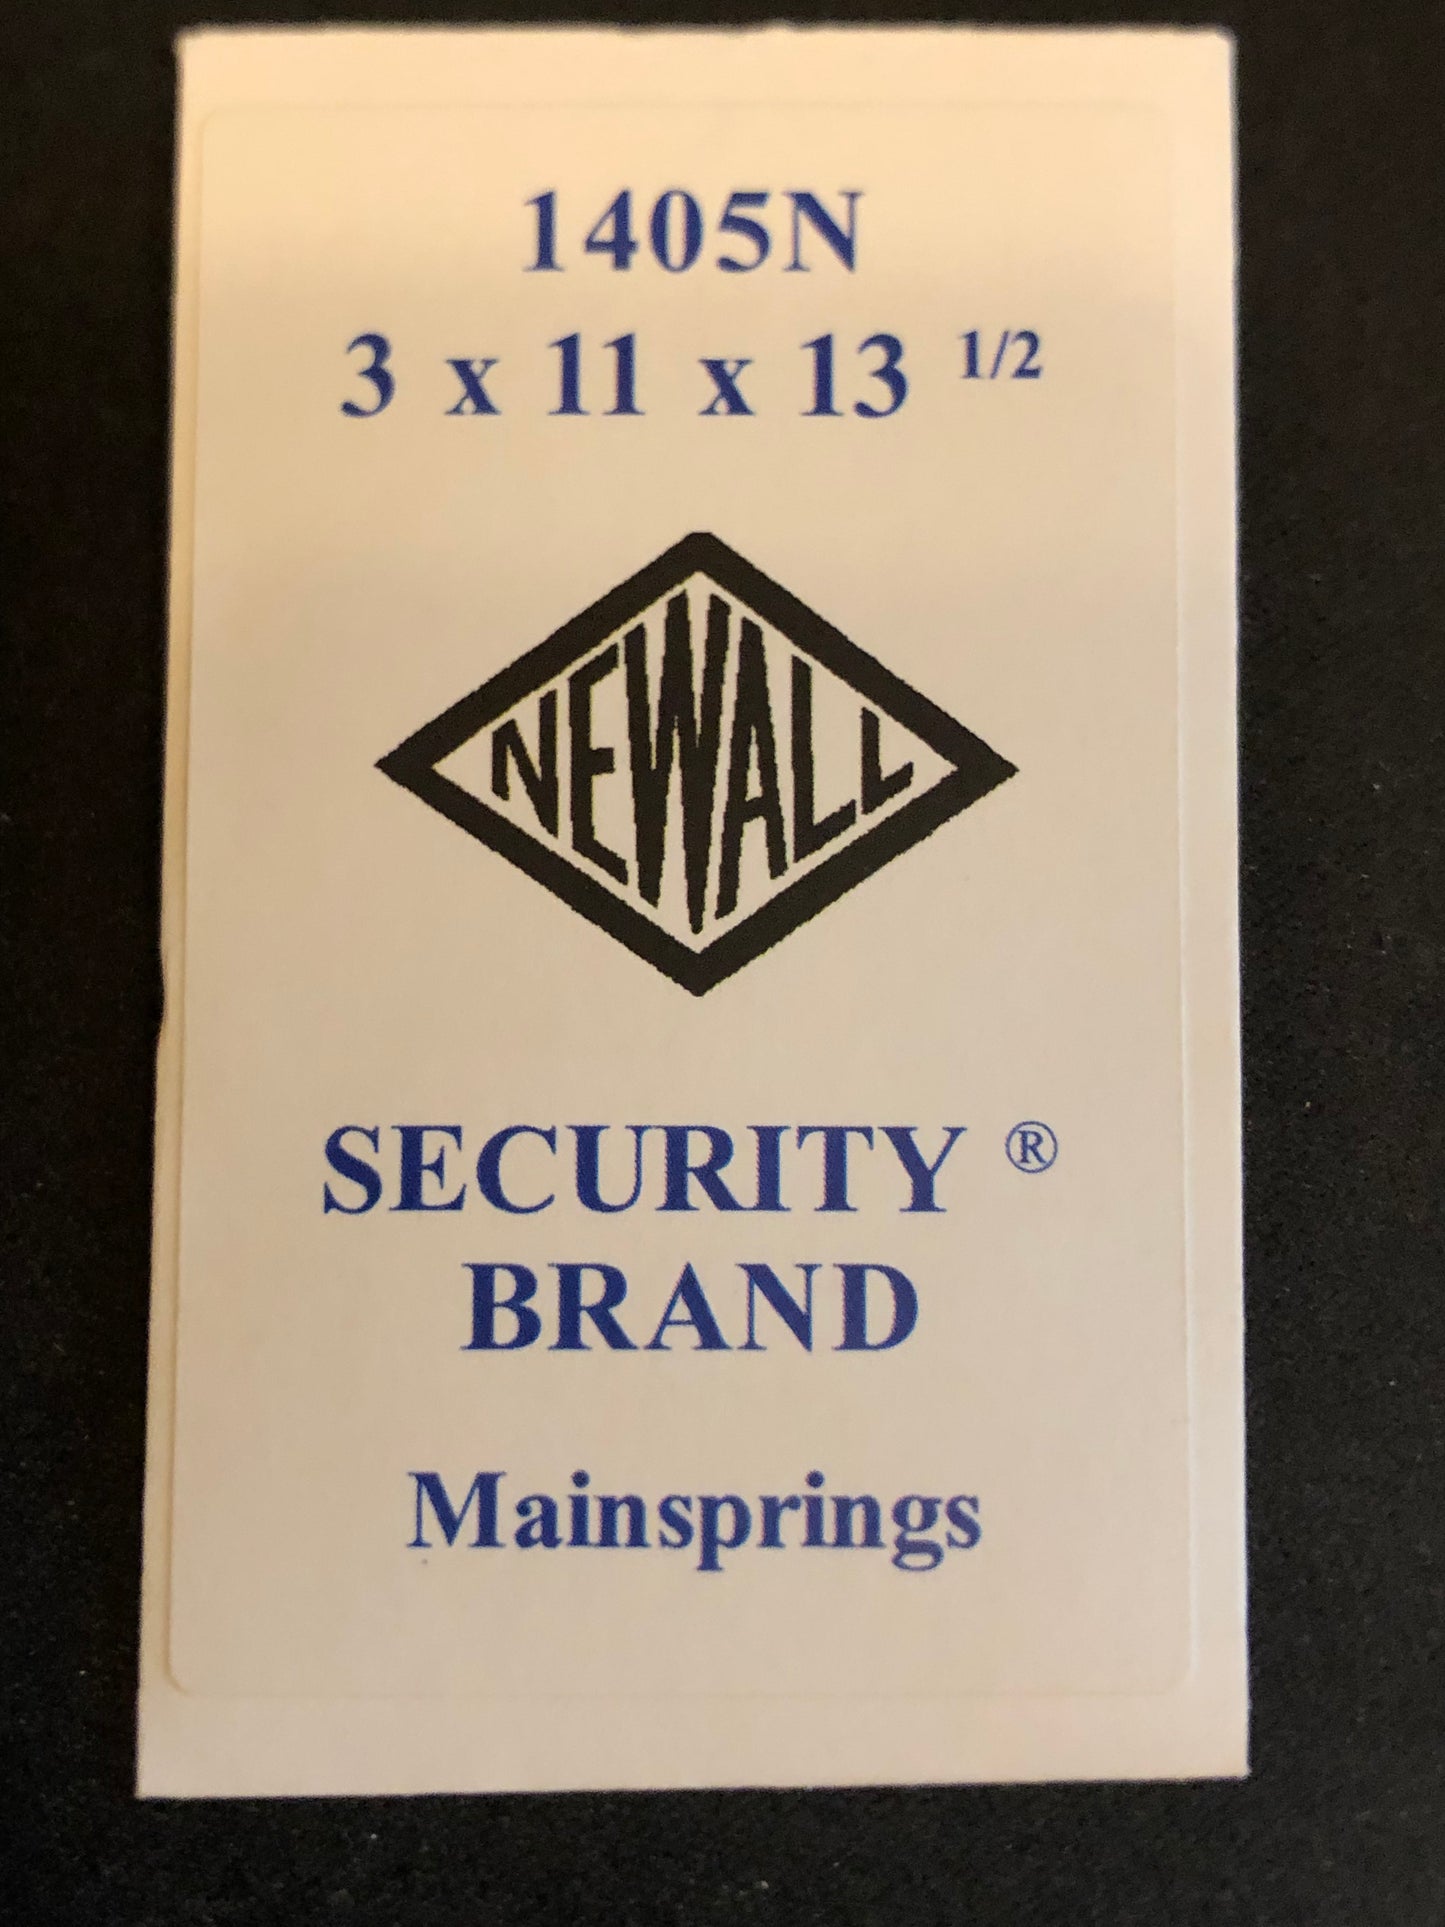 1405N
3 x 11 x 13 1/2
NEWALL
SECURITY ®
BRAND
Mainsprings